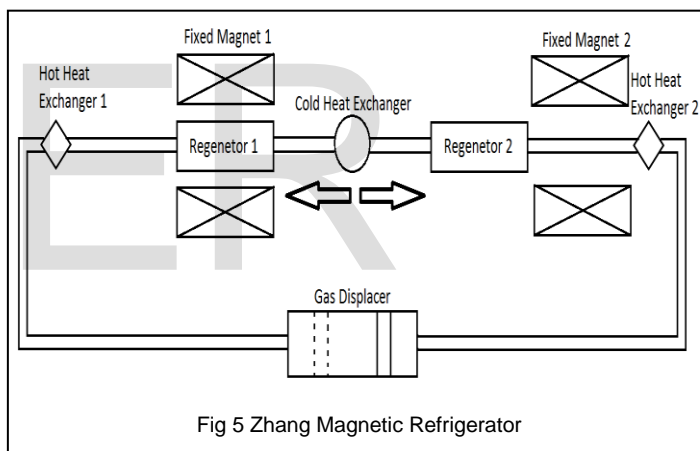 Fixed Magnet 1
Fixed Magnet 2
Hot Heat
Exchanger 1
Cold Heat Exchanger
Hot Heat
Exchanger 2
Regenetor 1
Regenetor 2
Gas Displacer
Fig 5 Zhang Magnetic Refrigerator
ER